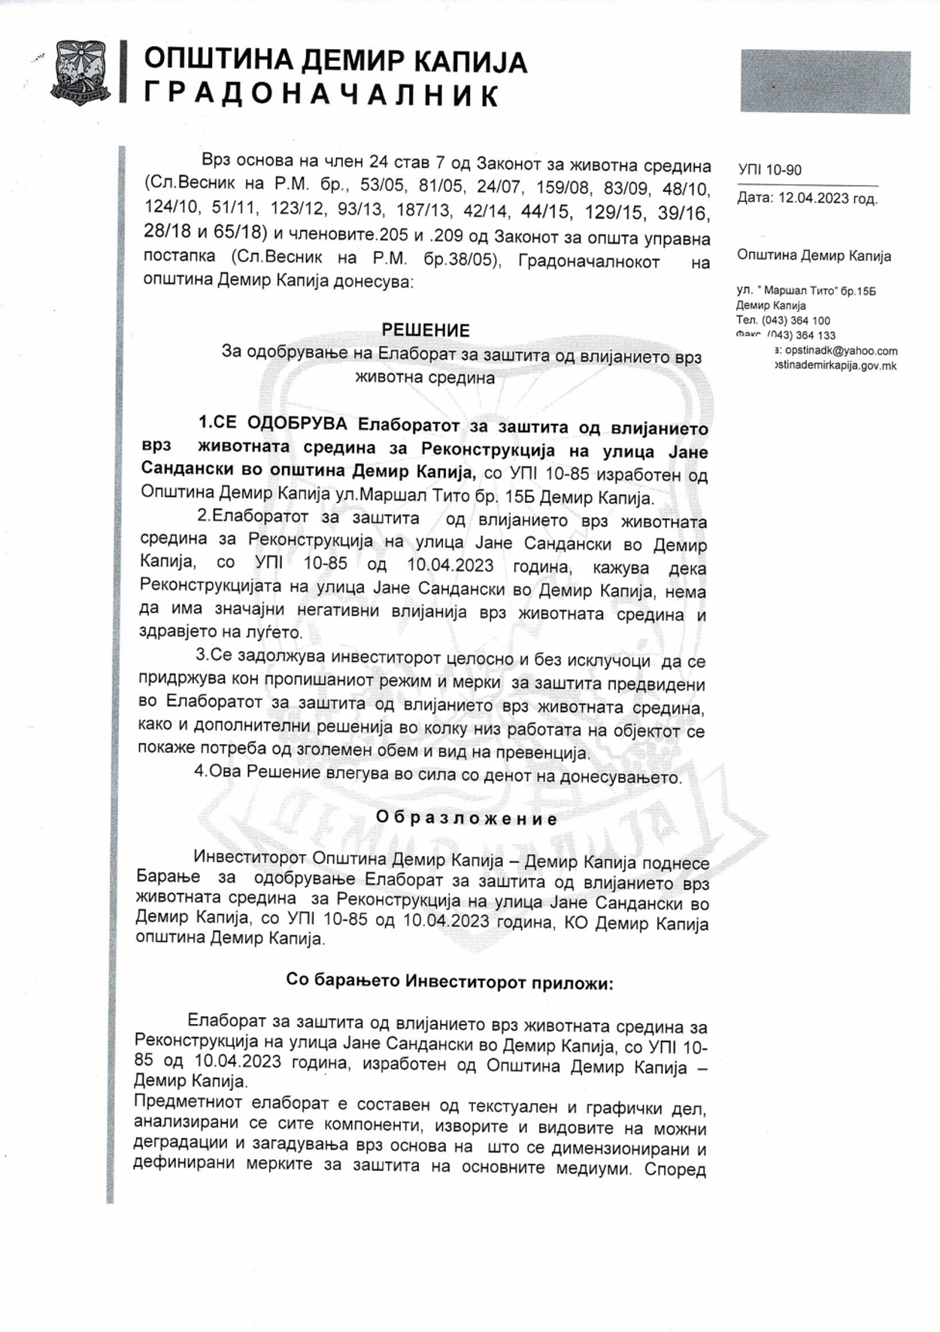 ОПШТИНА ДЕМИР КАПИЈА
ГРАДОНАЧАЛНИК
Врз основа на член 24 став 7 од Законот за животна средина
(Сл.Весник на Р.М. бр., 53/05, 81/05, 24/07, 159/08, 83/09, 48/10,
124/10, 51/11, 123/12, 93/13, 187/13, 42/14, 44/15, 129/15, 39/16,
28/18 и 65/18) и членовите.205 и .209 од Законот за општа управна
постапка (Сл.Весник на Р.М. бр.38/05), Градоначалнокот на
општина Демир Капија донесува:
УПI 10-90
Дата: 12.04.2023 год.
Општина Демир Капија
ул. " Маршал Тито" бр.15Б
Демир Капија
Тел. (043) 364 100
Факс (043) 364 133
а: opstinadk@yahoo.com
ostinademirkapija.gov.mk
РЕШЕНИЕ
За одобрување на Елаборат за заштита од влијанието врз
животна средина
1.СЕ ОДОБРУВА Елаборатот за заштита од влијанието
врз животната средина за Реконструкција на улица Јане
Сандански во општина Демир Капија, со УПI 10-85 изработен од
Општина Демир Капија ул.Маршал Тито бр. 15Б Демир Капија.
2.Елаборатот за заштита од влијанието врз животната
средина за Реконструкција на улица Јане Сандански во Демир
Капија, со УПI 10-85 од 10.04.2023 година, кажува дека
Реконструкцијата на улица Јане Сандански во Демир Капија, нема
да има значајни негативни влијанија врз животната средина и
здравјето на луѓето.
3.Се задолжува инвеститорот целосно и без исклучоци да се
придржува кон пропишаниот режим и мерки за заштита предвидени
во Елаборатот за заштита од влијанието врз животната средина,
како и дополнителни решенија во колку низ работата на објектот се
покаже потреба од зголемен обем и вид на превенција.
4.Ова Решение влегува во сила со денот на донесувањето.
Образложение
Инвеститорот Општина Демир Капија – Демир Капија поднесе
Барање за одобрување Елаборат за заштита од влијанието врз
животната средина за Реконструкција на улица Јане Сандански во
Демир Капија, со УПI 10-85 од 10.04.2023 година, КО Демир Капија
општина Демир Капија.
Со барањето Инвеститорот приложи:
Елаборат за заштита од влијанието врз животната средина за
Реконструкција на улица Јане Сандански во Демир Капија, со УПI 10-
85 од 10.04.2023 година, изработен од Општина Демир Капија –
Демир Капија.
Предметниот елаборат е составен од текстуален и графички дел,
анализирани се сите компоненти, изворите и видовите на можни
деградации и загадувања врз основа на што се димензионирани и
дефинирани мерките за заштита на основните медиуми. Според
ДЕМИР КАПИЈА